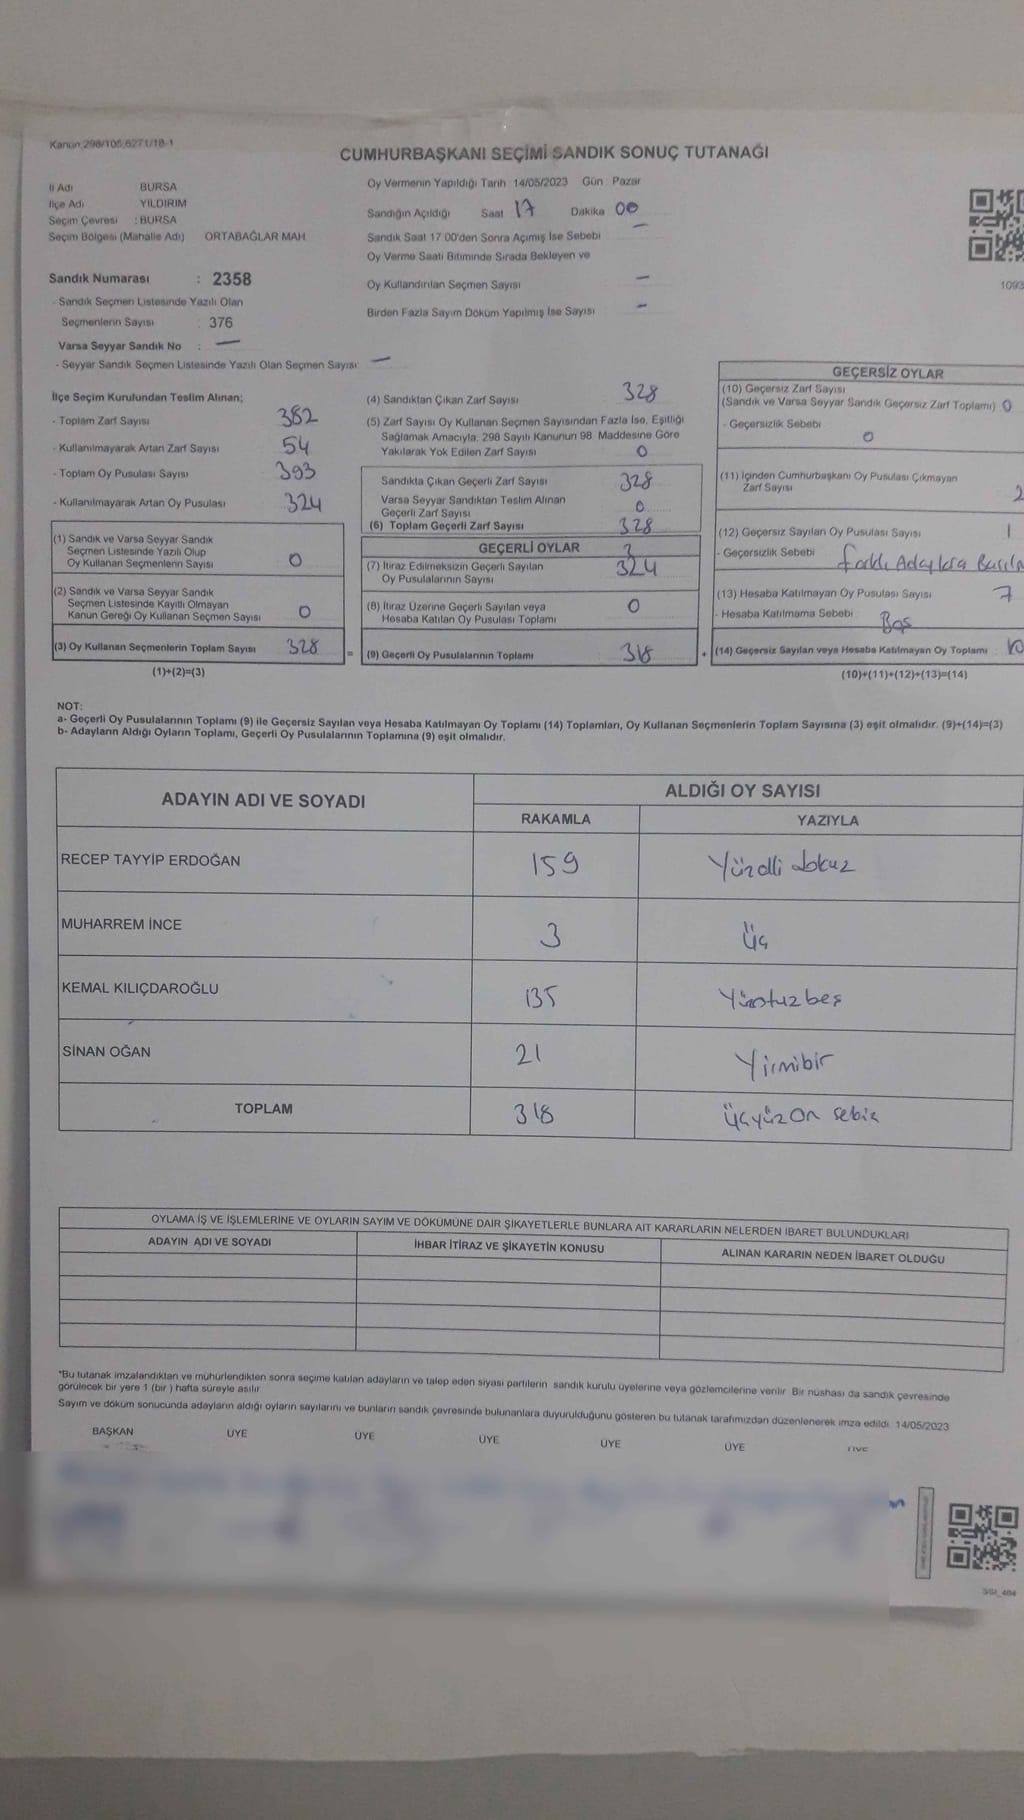 Kanun 298/105,6271/18-1
CUMHURBAŞKANI SEÇİMİ SANDIK SONUÇ TUTANAĞI
İl Adı BURSA
İlçe Adı YILDIRIM
Seçim Çevresi : BURSA
Seçim Bölgesi (Mahalle Adı) ORTABAĞLAR MAH.
Oy Vermenin Yapıldığı Tarih 14/05/2023 Gün : Pazar
Sandığın Açıldığı Saat 17 Dakika 00
Sandık Saat 17:00'den Sonra Açılmış İse Sebebi —
Oy Verme Saati Bitiminde Sırada Bekleyen ve
Oy Kullandırılan Seçmen Sayısı —
Birden Fazla Sayım Döküm Yapılmış İse Sayısı —
1093
Sandık Numarası : 2358
- Sandık Seçmen Listesinde Yazılı Olan
Seçmenlerin Sayısı : 376
Varsa Seyyar Sandık No : —
- Seyyar Sandık Seçmen Listesinde Yazılı Olan Seçmen Sayısı: —
İlçe Seçim Kurulundan Teslim Alınan;
- Toplam Zarf Sayısı 382
- Kullanılmayarak Artan Zarf Sayısı 54
- Toplam Oy Pusulası Sayısı 393
- Kullanılmayarak Artan Oy Pusulası 324
(1) Sandık ve Varsa Seyyar Sandık
Seçmen Listesinde Yazılı Olup
Oy Kullanan Seçmenlerin Sayısı 0
(2) Sandık ve Varsa Seyyar Sandık
Seçmen Listesinde Kayıtlı Olmayan
Kanun Gereği Oy Kullanan Seçmen Sayısı 0
(3) Oy Kullanan Seçmenlerin Toplam Sayısı 328
(1)+(2)=(3)
=
(4) Sandıktan Çıkan Zarf Sayısı 328
(5) Zarf Sayısı Oy Kullanan Seçmen Sayısından Fazla İse, Eşitliği
Sağlamak Amacıyla, 298 Sayılı Kanunun 98. Maddesine Göre
Yakılarak Yok Edilen Zarf Sayısı 0
Sandıkta Çıkan Geçerli Zarf Sayısı 328
Varsa Seyyar Sandıktan Teslim Alınan
Geçerli Zarf Sayısı 0
(6) Toplam Geçerli Zarf Sayısı 328
GEÇERLİ OYLAR
(7) İtiraz Edilmeksizin Geçerli Sayılan
Oy Pusulalarının Sayısı 324
(8) İtiraz Üzerine Geçerli Sayılan veya
Hesaba Katılan Oy Pusulası Toplamı 0
(9) Geçerli Oy Pusulalarının Toplamı 318
+
GEÇERSİZ OYLAR
(10) Geçersiz Zarf Sayısı
(Sandık ve Varsa Seyyar Sandık Geçersiz Zarf Toplamı) 0
- Geçersizlik Sebebi
0
(11) İçinden Cumhurbaşkanı Oy Pusulası Çıkmayan
Zarf Sayısı 2
(12) Geçersiz Sayılan Oy Pusulası Sayısı 1
- Geçersizlik Sebebi farklı Adaylara
(13) Hesaba Katılmayan Oy Pusulası Sayısı 7
- Hesaba Katılmama Sebebi : Boş
(14) Geçersiz Sayılan veya Hesaba Katılmayan Oy Toplamı : 10
(10)+(11)+(12)+(13)=(14)
NOT:
a- Geçerli Oy Pusulalarının Toplamı (9) ile Geçersiz Sayılan veya Hesaba Katılmayan Oy Toplamı (14) Toplamları, Oy Kullanan Seçmenlerin Toplam Sayısına (3) eşit olmalıdır. (9)+(14)=(3)
b- Adayların Aldığı Oyların Toplamı, Geçerli Oy Pusulalarının Toplamına (9) eşit olmalıdır.
ADAYIN ADI VE SOYADI ALDIĞI OY SAYISI
RAKAMLA YAZIYLA
RECEP TAYYİP ERDOĞAN 159 Yüzelli dokuz
MUHARREM İNCE 3 Üç
KEMAL KILIÇDAROĞLU 135 Yüzotuzbeş
SİNAN OĞAN 21 Yirmibir
TOPLAM 318 Üçyüz On sekiz
OYLAMA İŞ VE İŞLEMLERİNE VE OYLARIN SAYIM VE DÖKÜMÜNE DAİR ŞİKAYETLERLE BUNLARA AİT KARARLARIN NELERDEN İBARET BULUNDUKLARI
ADAYIN ADI VE SOYADI İHBAR İTİRAZ VE ŞİKAYETİN KONUSU ALINAN KARARIN NEDEN İBARET OLDUĞU
*Bu tutanak imzalandıktan ve mühürlendikten sonra seçime katılan adayların ve talep eden siyasi partilerin sandık kurulu üyelerine veya gözlemcilerine verilir. Bir nüshası da sandık çevresinde
görülecek bir yere 1 (bir ) hafta süreyle asılır.
Sayım ve döküm sonucunda adayların aldığı oyların sayılarını ve bunların sandık çevresinde bulunanlara duyurulduğunu gösteren bu tutanak tarafımızdan düzenlenerek imza edildi. 14/05/2023
BAŞKAN ÜYE ÜYE ÜYE ÜYE ÜYE ÜYE